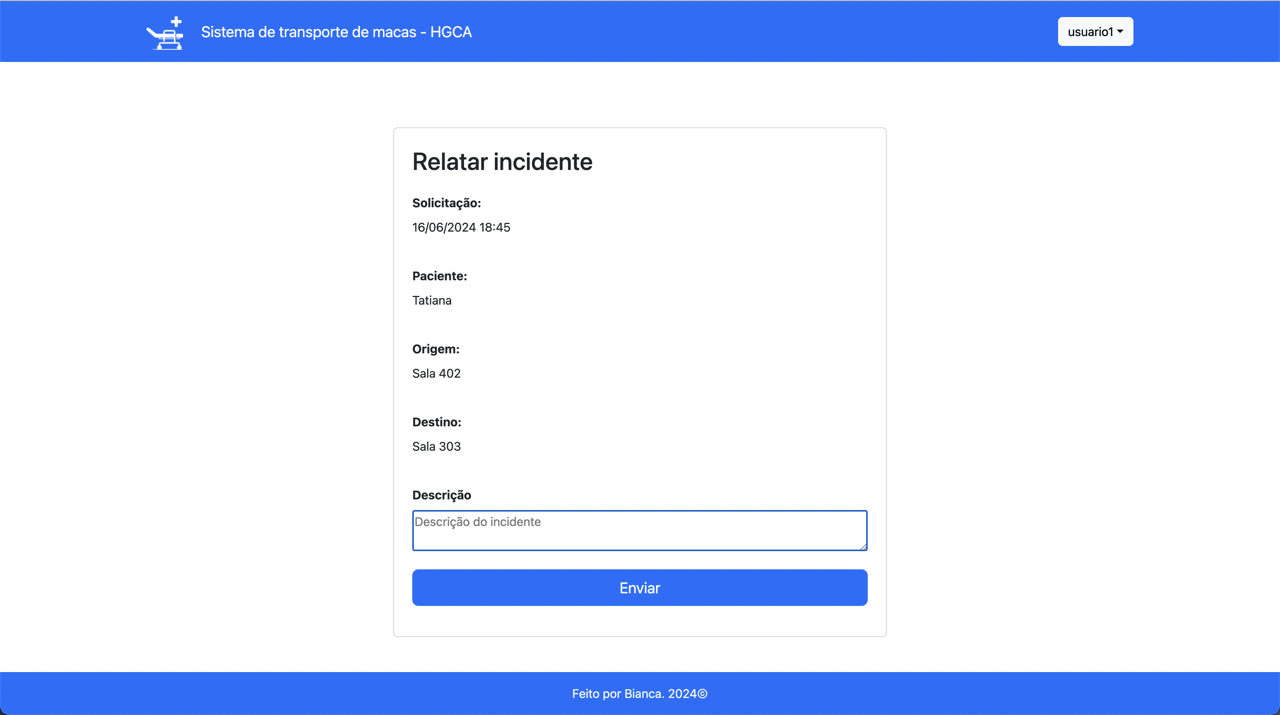 Sistema de transporte de macas - HGCA
usuario1
Relatar incidente
Solicitação:
16/06/2024 18:45
Paciente:
Tatiana
Origem:
Sala 402
Destino:
Sala 303
Descrição
Descrição do incidente
Enviar
Feito por Bianca. 2024©